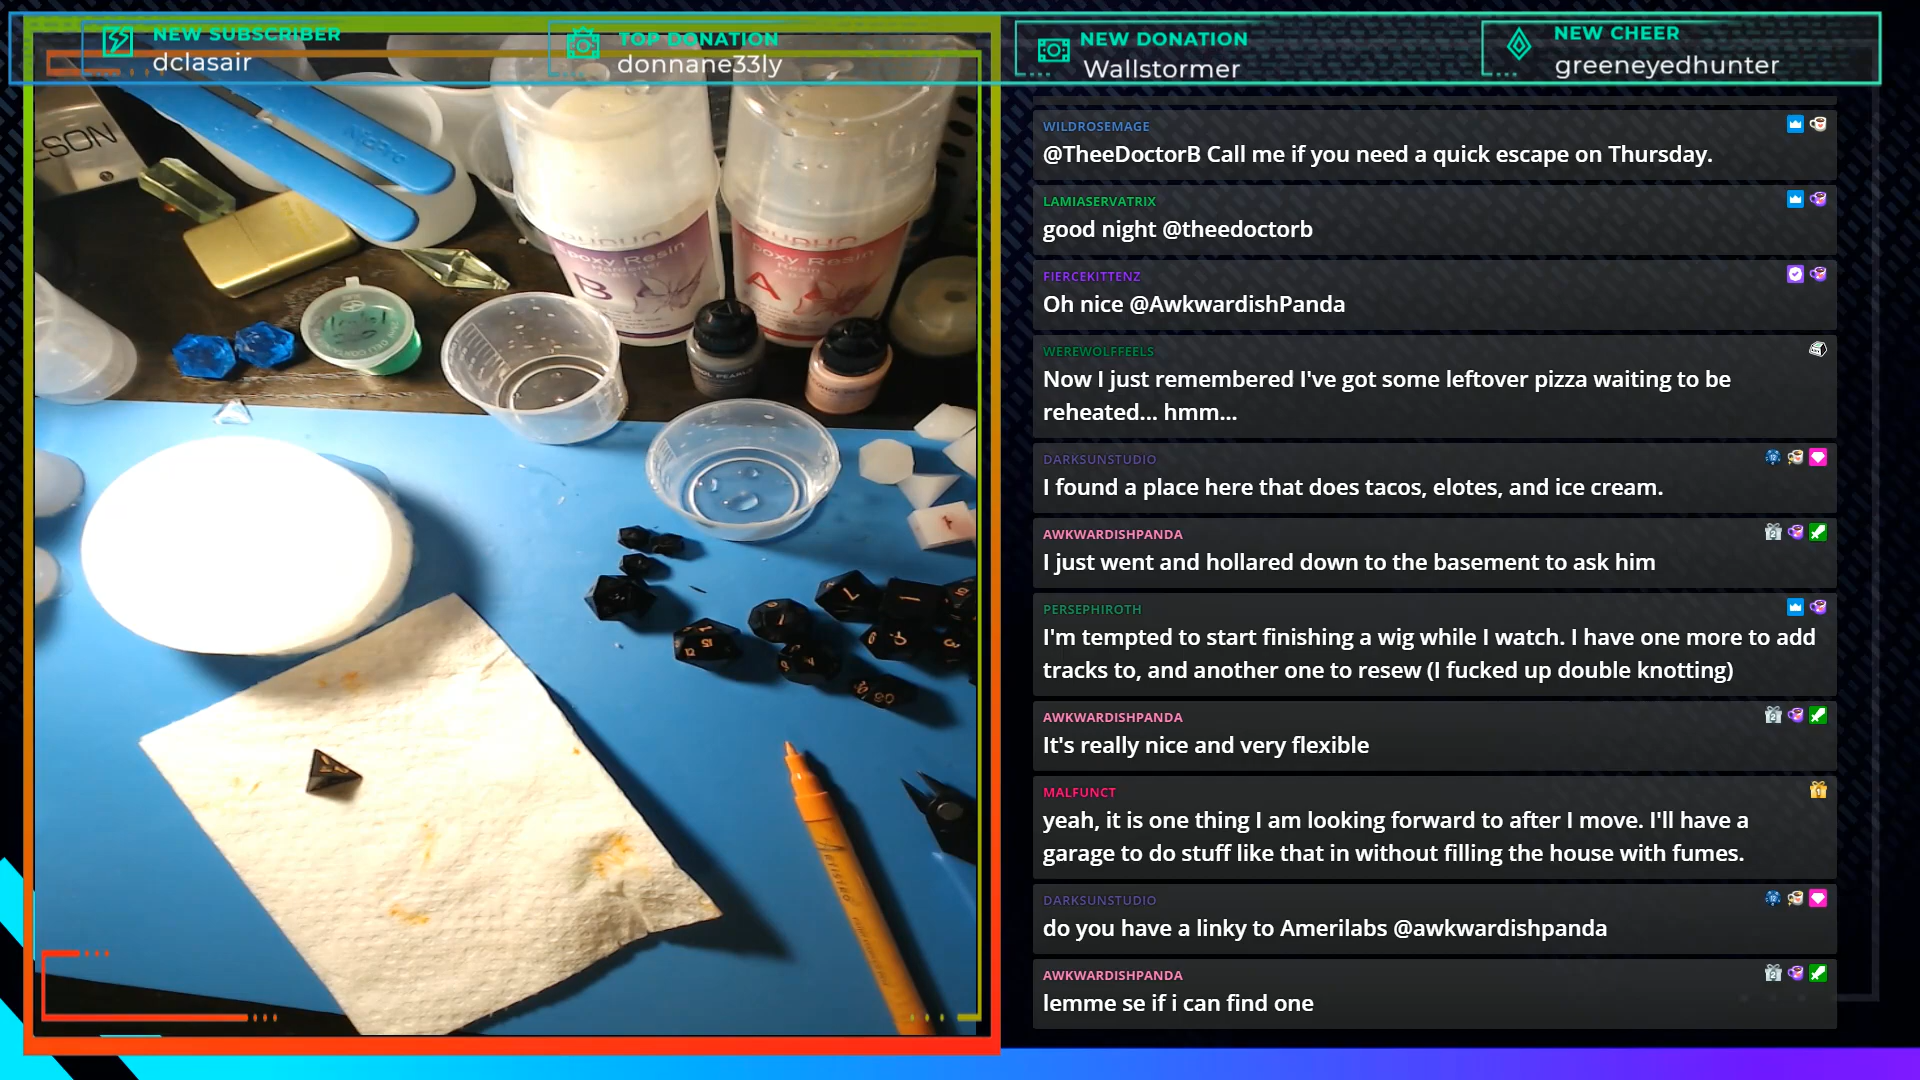 NEW SUBSCRIBER
dclasair
TOP DONATION
donnane33ly
NEW DONATION
Wallstormer
NEW CHEER
greeneyedhunter
WILDROSEMAGE
@TheeDoctorB Call me if you need a quick escape on Thursday.
LAMIASERVATRIX
good night @theedoctorb
FIERCEKITTENZ
Oh nice @AwkwardishPanda
WEREWOLFFEELS
Now I just remembered I've got some leftover pizza waiting to be
reheated... hmm...
DARKSUNSTUDIO
I found a place here that does tacos, elotes, and ice cream.
AWKWARDISHPANDA
I just went and hollared down to the basement to ask him
PERSEPHIROTH
I'm tempted to start finishing a wig while I watch. I have one more to add
tracks to, and another one to resew (I fucked up double knotting)
AWKWARDISHPANDA
It's really nice and very flexible
MALFUNCT
yeah, it is one thing I am looking forward to after I move. I'll have a
garage to do stuff like that in without filling the house with fumes.
DARKSUNSTUDIO
do you have a linky to Amerilabs @awkwardishpanda
AWKWARDISHPANDA
lemme se if i can find one
Epoxy Resin
Hardener
B
Epoxy Resin
Resin
A
ARTISTRO